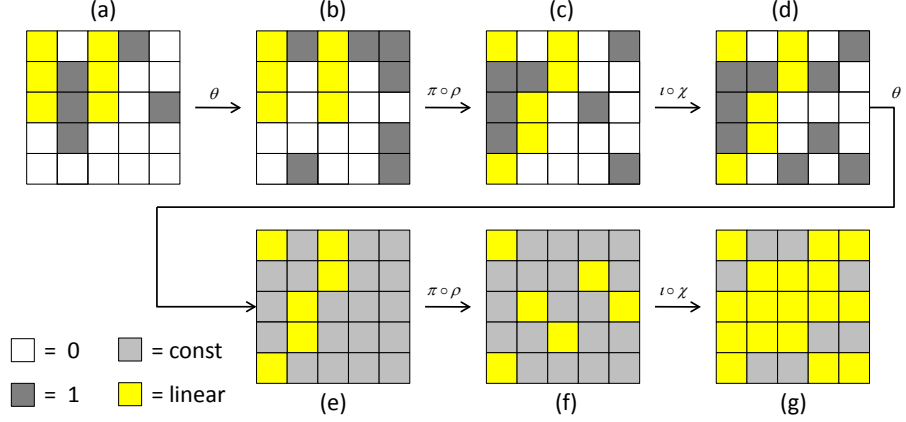 (a) (b) (c) (d)
θ π ∘ ρ ι ∘ χ θ
π ∘ ρ ι ∘ χ
= 0 = const
= 1 = linear
(e) (f) (g)